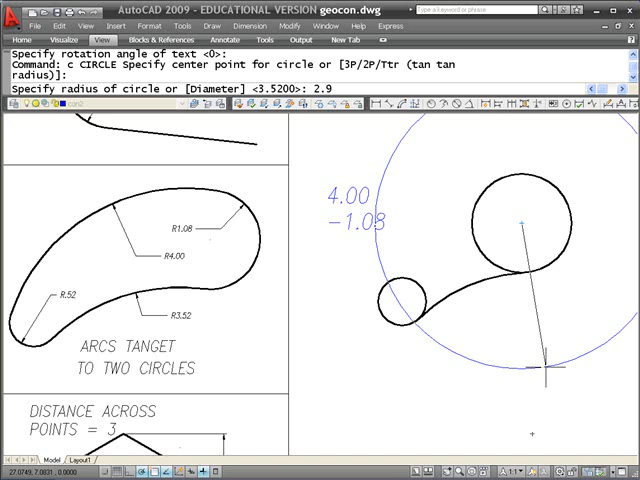 AutoCAD 2009 - EDUCATIONAL VERSION geocon.dwg
Type a keyword or phrase
File Edit View Insert Format Tools Draw Dimension Modify Window Help Express
Home Insert View Blocks & References Annotate Tools Output New Tab
Specify rotation angle of text <0>:
Command: c CIRCLE Specify center point for circle or [3P/2P/Ttr (tan tan
radius)]:
Specify radius of circle or [Diameter] <3.5200>: 2.9
con2
R1.08
R4.00
R.52
R3.52
ARCS TANGET
TO TWO CIRCLES
4.00
-1.08
DISTANCE ACROSS
POINTS = 3
Model Layout1
27.0749, 7.0831, 0.0000
1:1